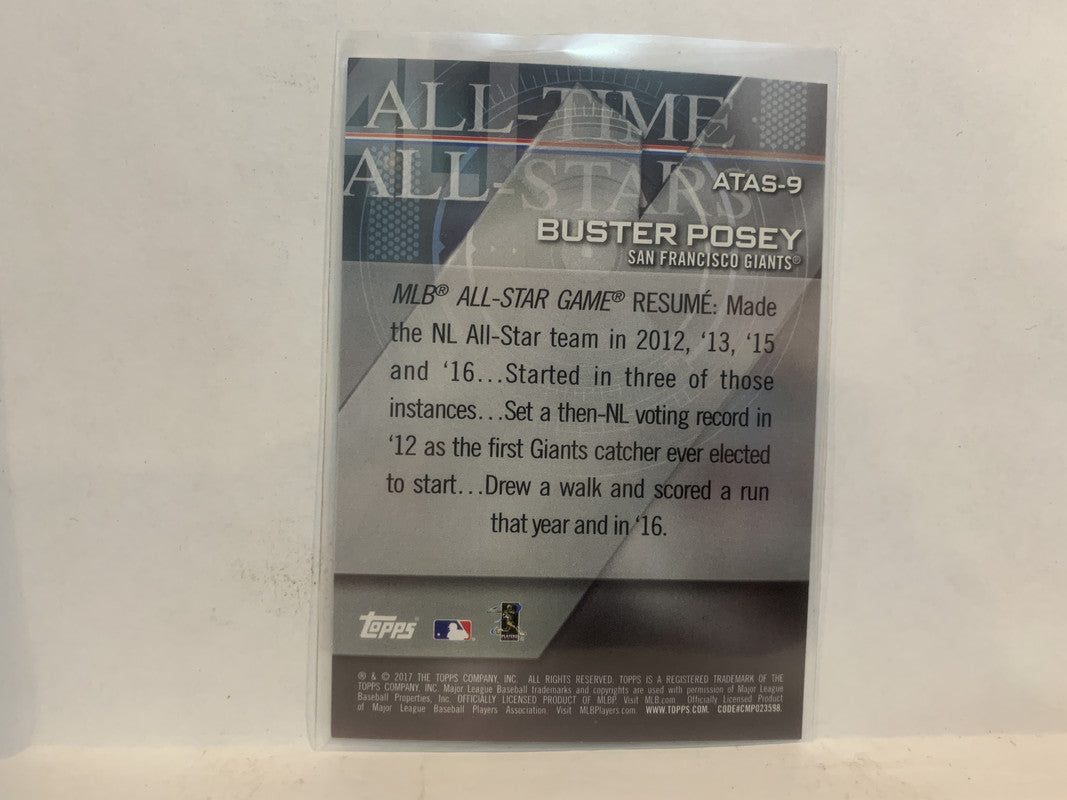 ALL-TIME
ALL-STARS
ATAS-9
BUSTER POSEY
SAN FRANCISCO GIANTS®
MLB® ALL-STAR GAME® RESUMÉ: Made
the NL All-Star team in 2012, ‘13, ‘15
and ‘16...Started in three of those
instances...Set a then-NL voting record in
‘12 as the first Giants catcher ever elected
to start...Drew a walk and scored a run
that year and in ‘16.
Topps®
PLAYERS
® & © 2017 THE TOPPS COMPANY, INC. ALL RIGHTS RESERVED. TOPPS IS A REGISTERED TRADEMARK OF THE
TOPPS COMPANY, INC. Major League Baseball trademarks and copyrights are used with permission of Major League
Baseball Properties, Inc. OFFICIALLY LICENSED PRODUCT OF MLBP. Visit MLB.com. Officially Licensed Product
of Major League Baseball Players Association. Visit MLBPlayers.com. WWW.TOPPS.COM. CODE#CMP023598.